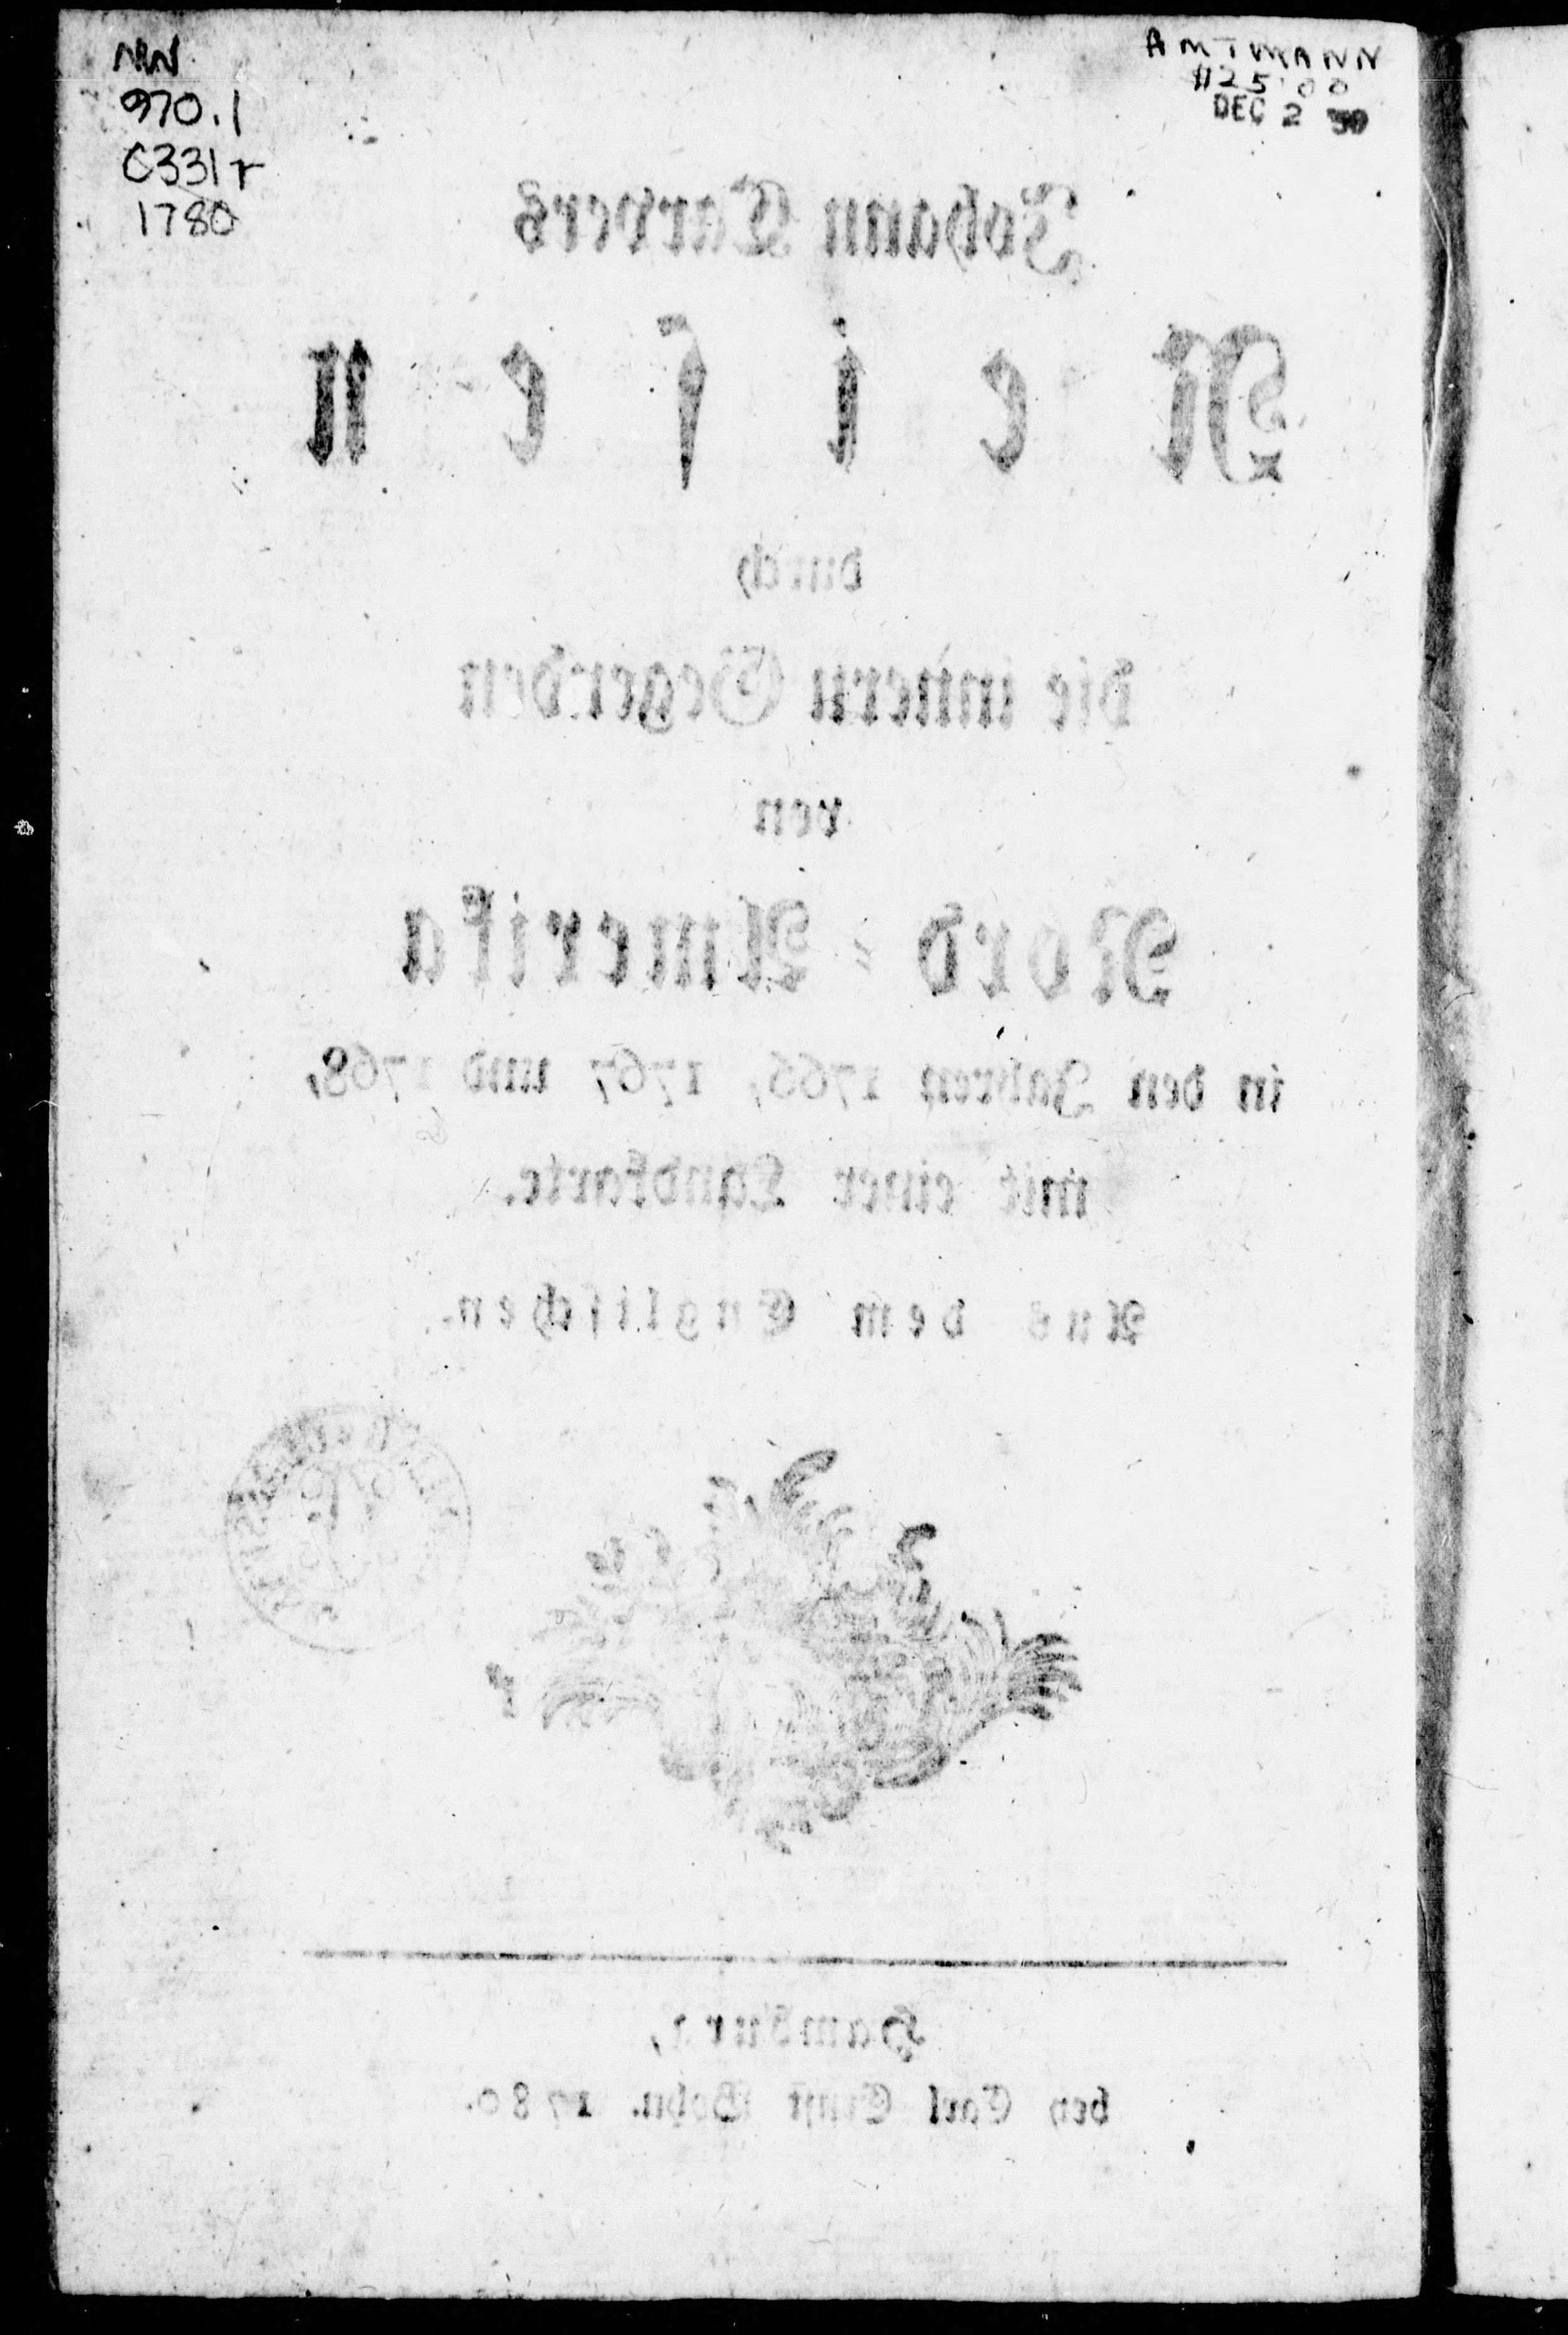 NW
970.1
C331r
1780
AMTMANN
$25.00
DEC 2
Johann Carvers
Reisen
durch
die innern Gegenden
von
Nord-Amerika
in den Jahren 1766, 1767 und 1768,
mit einer Landkarte.
Aus dem Englischen.
Hamburg,
bey Carl Ernst Bohn. 1780.